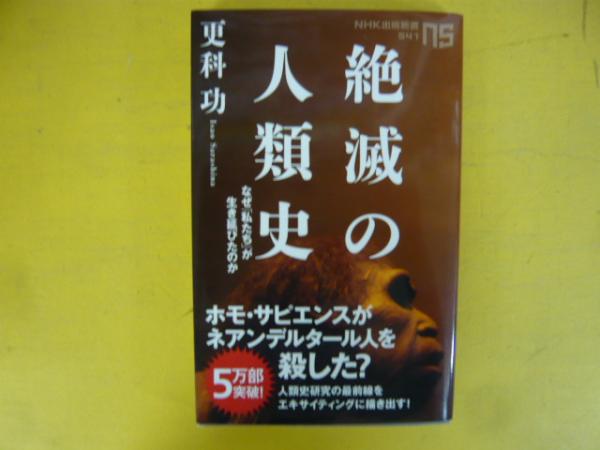 NHK出版新書
541
ns
絶滅の
人類史
なぜ「私たち」が
生き延びたのか
更科功
Isao Sarashina
ホモ・サピエンスが
ネアンデルタール人を
殺した?
5万部
突破!
人類史研究の最前線を
エキサイティングに描き出す!